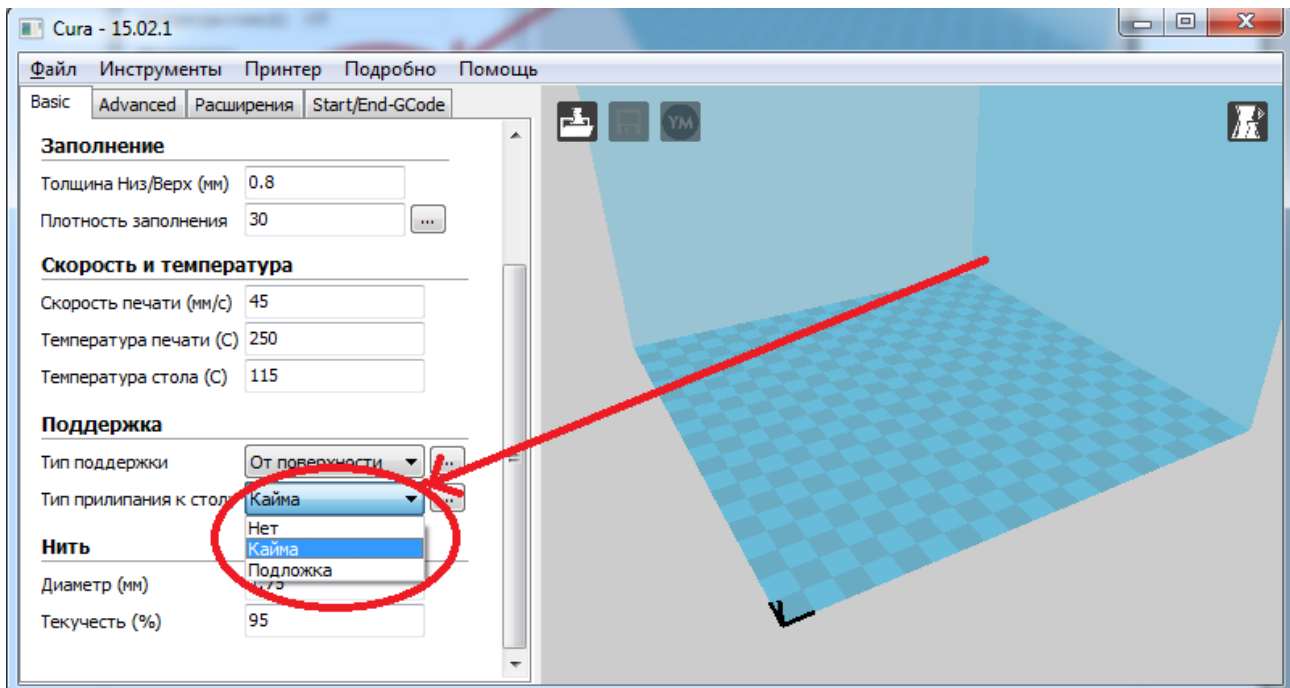 Cura - 15.02.1
Файл Инструменты Принтер Подробно Помощь
Basic Advanced Расширения Start/End-GCode
YM
Заполнение
Толщина Низ/Верх (мм) 0.8
Плотность заполнения 30 ...
Скорость и температура
Скорость печати (мм/с) 45
Температура печати (C) 250
Температура стола (C) 115
Поддержка
Тип поддержки От поверхности ...
Тип прилипания к стол Кайма ...
Нет
Кайма
Подложка
Нить
Диаметр (мм)
Текучесть (%) 95